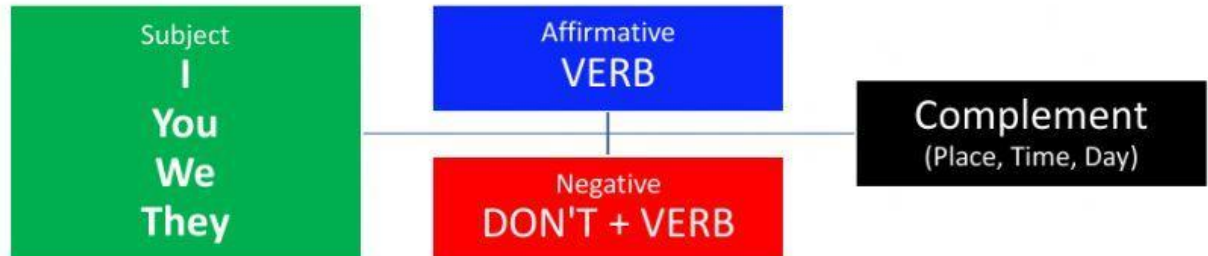 Subject
I
You
We
They
Affirmative
VERB
Negative
DON'T + VERB
Complement
(Place, Time, Day)